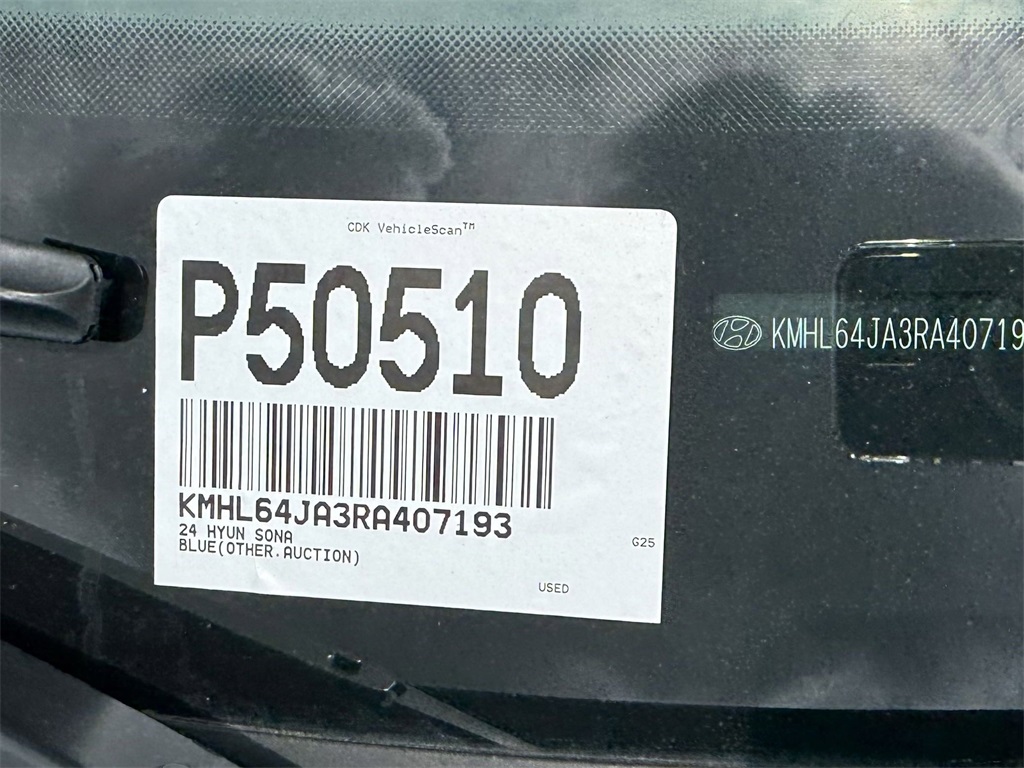 CDK VehicleScan™
P50510
KMHL64JA3RA40719
KMHL64JA3RA407193
24 HYUN SONA
BLUE(OTHER.AUCTION)
G25
USED